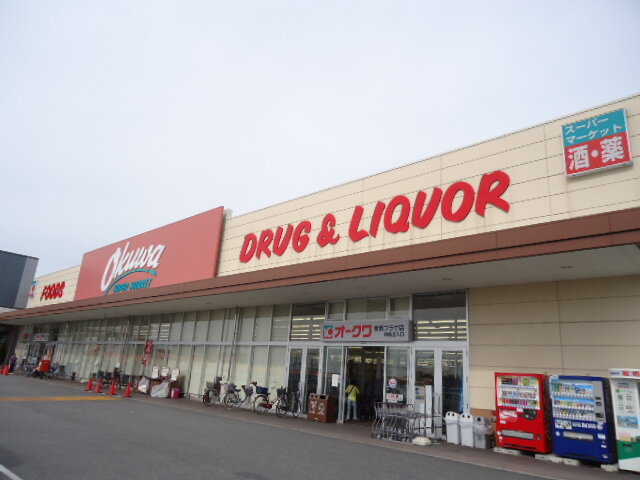 FOODS
Okuwa
SUPER MARKET
DRUG & LIQUOR
スーパー
マーケット
酒・薬
オークワ
BOSS